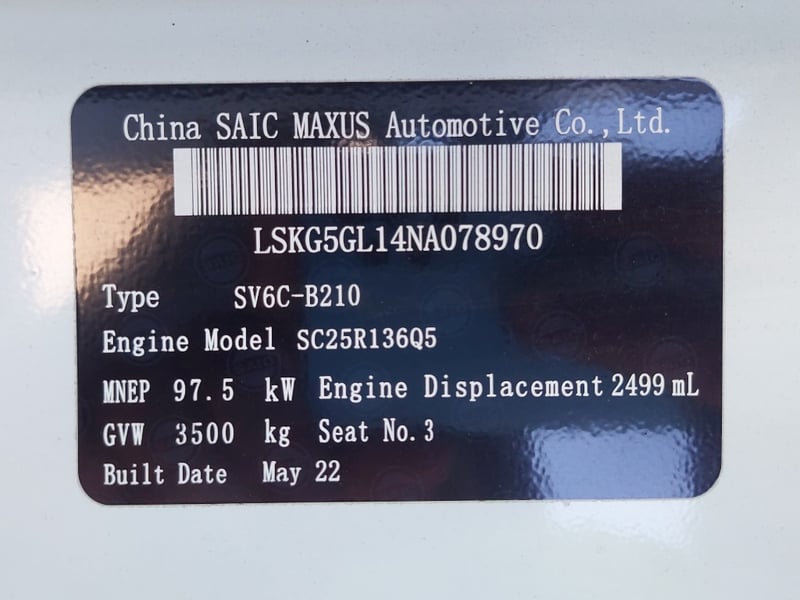 China SAIC MAXUS Automotive Co.,Ltd.
LSKG5GL14NA078970
Type SV6C-B210
Engine Model SC25R136Q5
MNEP 97.5 kW Engine Displacement 2499 mL
GVW 3500 kg Seat No. 3
Built Date May 22